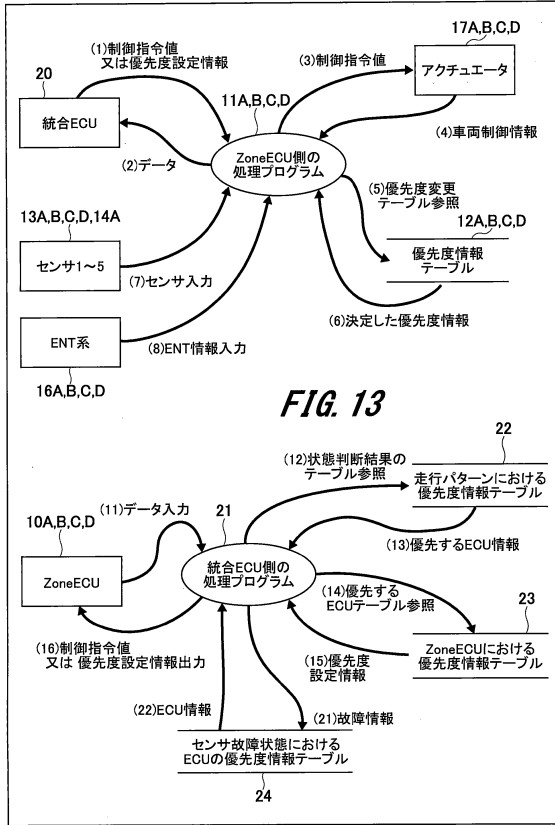 17A,B,C,D
(1)制御指令値
又は優先度設定情報
(3)制御指令値
20
アクチュエータ
11A,B,C,D
統合ECU
(4)車両制御情報
(2)データ
ZoneECU側の
処理プログラム
(5)優先度変更
テーブル参照
12A,B,C,D
13A,B,C,D,14A
優先度情報
テーブル
センサ1～5
(7)センサ入力
(6)決定した優先度情報
ENT系
(8)ENT情報入力
16A,B,C,D
FIG. 13
22
(12)状態判断結果の
テーブル参照
走行パターンにおける
優先度情報テーブル
(11)データ入力
21
10A,B,C,D
(13)優先するECU情報
統合ECU側の
処理プログラム
ZoneECU
(14)優先する
ECUテーブル参照
23
(16)制御指令値
又は 優先度設定情報出力
(15)優先度
設定情報
ZoneECUにおける
優先度情報テーブル
(22)ECU情報
(21)故障情報
センサ故障状態における
ECUの優先度情報テーブル
24